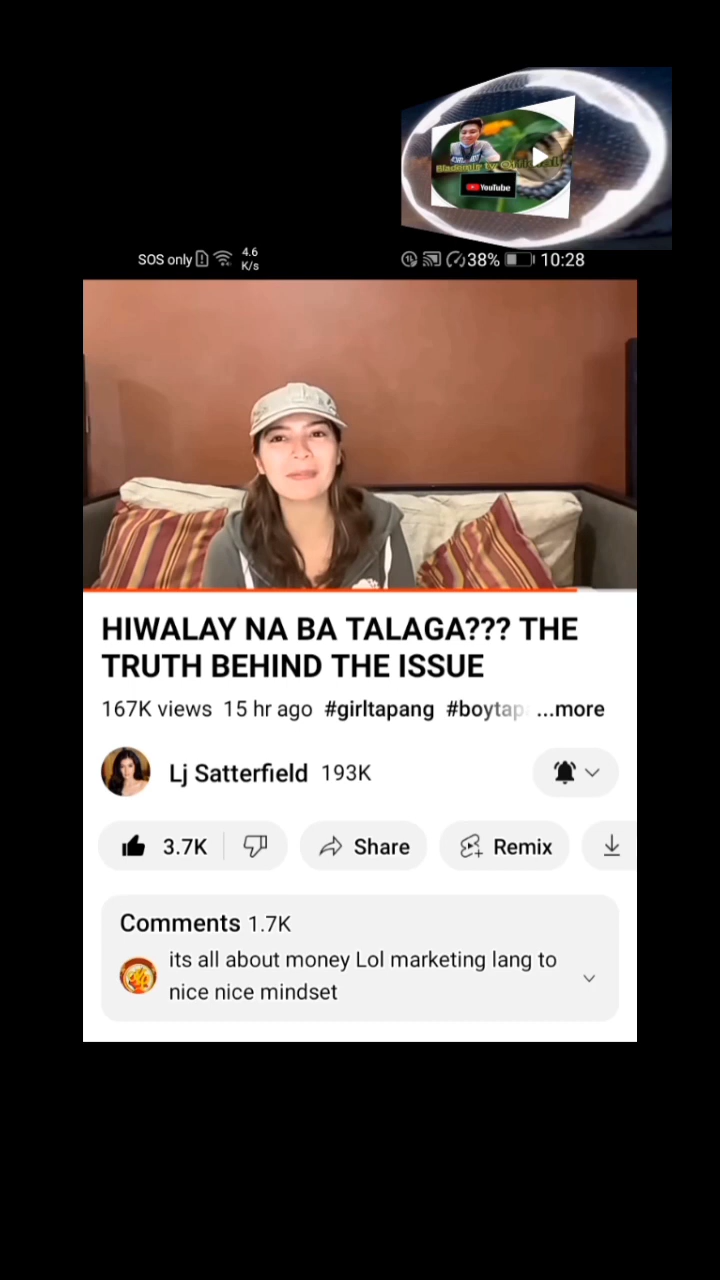 YouTube
SOS only
4.6
K/s
38%
10:28
HIWALAY NA BA TALAGA??? THE
TRUTH BEHIND THE ISSUE
167K views 15 hr ago #girltapang #boytap ...more
Lj Satterfield 193K
3.7K
Share
Remix
Comments 1.7K
its all about money Lol marketing lang to
nice nice mindset